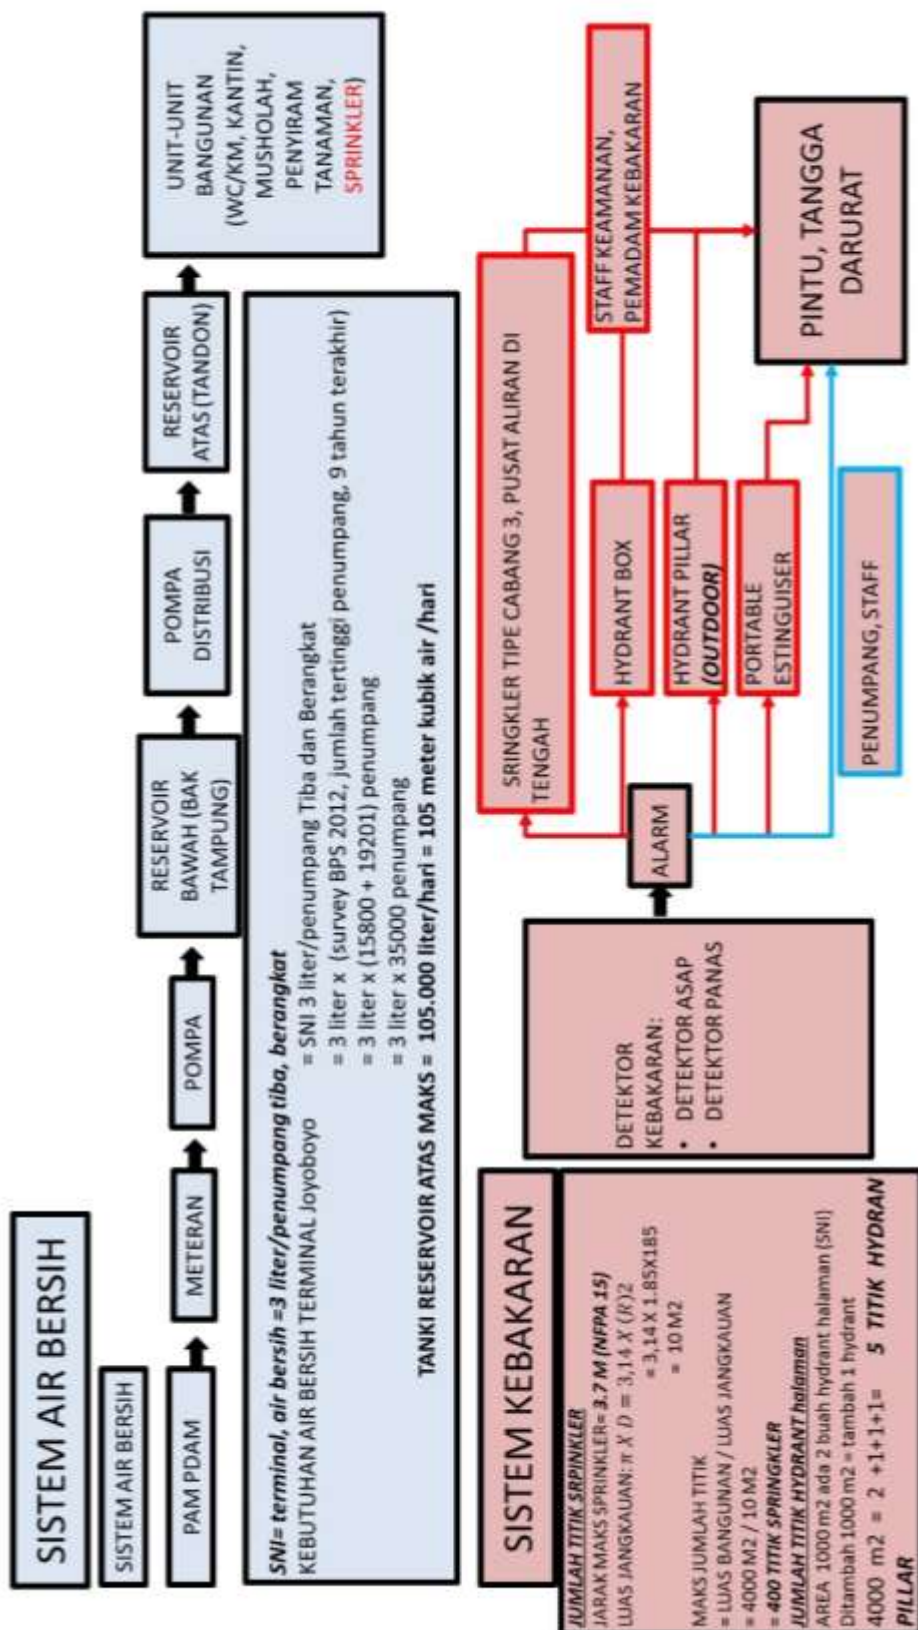 SISTEM AIR BERSIH
SISTEM AIR BERSIH
PAM PDAM
METERAN
POMPA
RESERVOIR
BAWAH (BAK
TAMPUNG)
POMPA
DISTRIBUSI
RESERVOIR
ATAS (TANDON)
UNIT-UNIT
BANGUNAN
(WC/KM, KANTIN,
MUSHOLAH,
PENYIRAM
TANAMAN,
SPRINKLER)
SNI= terminal, air bersih =3 liter/penumpang tiba, berangkat
KEBUTUHAN AIR BERSIH TERMINAL Joyoboyo = SNI 3 liter/penumpang Tiba dan Berangkat
= 3 liter x (survey BPS 2012, jumlah tertinggi penumpang, 9 tahun terakhir)
= 3 liter x (15800 + 19201) penumpang
= 3 liter x 35000 penumpang
TANKI RESERVOIR ATAS MAKS = 105.000 liter/hari = 105 meter kubik air /hari
SISTEM KEBAKARAN
JUMLAH TITIK SRPINKLER
JARAK MAKS SPRINKLER= 3.7 M (NFPA 15)
LUAS JANGKAUAN: π X D = 3,14 X (R)2
= 3,14 X 1.85X185
= 10 M2
MAKS JUMLAH TITIK
= LUAS BANGUNAN / LUAS JANGKAUAN
= 4000 M2 / 10 M2
= 400 TITIK SPRINGKLER
JUMLAH TITIK HYDRANT halaman
AREA 1000 m2 ada 2 buah hydrant halaman (SNI)
Ditambah 1000 m2 = tambah 1 hydrant
4000 m2 = 2 +1+1+1= 5 TITIK HYDRAN
PILLAR
DETEKTOR
KEBAKARAN:
• DETEKTOR ASAP
• DETEKTOR PANAS
ALARM
SRINGKLER TIPE CABANG 3, PUSAT ALIRAN DI
TENGAH
HYDRANT BOX
HYDRANT PILLAR
(OUTDOOR)
PORTABLE
ESTINGUISER
PENUMPANG, STAFF
STAFF KEAMANAN,
PEMADAM KEBAKARAN
PINTU, TANGGA
DARURAT